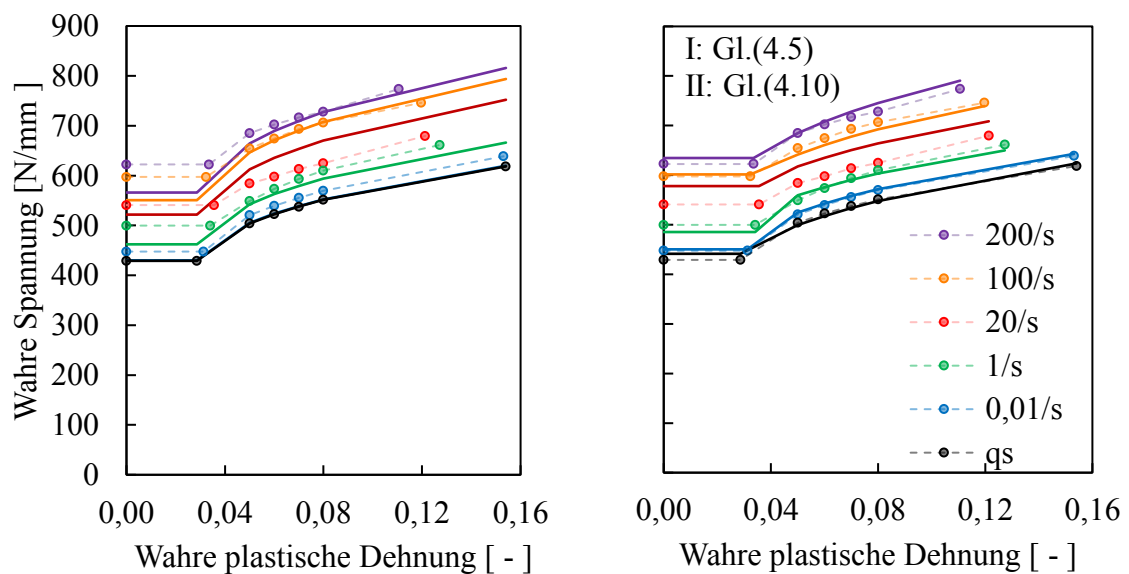 900
800
700
600
500
400
300
200
100
0
Wahre Spannung [N/mm]
0,00 0,04 0,08 0,12 0,16
Wahre plastische Dehnung [ - ]
I: Gl.(4.5)
II: Gl.(4.10)
200/s
100/s
20/s
1/s
0,01/s
qs
0,00 0,04 0,08 0,12 0,16
Wahre plastische Dehnung [ - ]